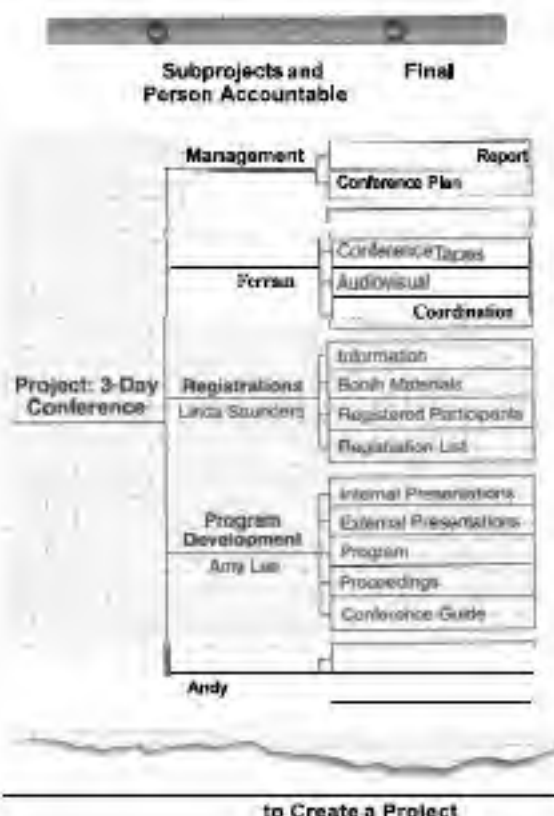 Subprojects and
Person Accountable
Final
Management
Report
Conference Plan
Conference Tapes
Audiovisual
Coordination
Project: 3-Day
Conference
Registrations
Linda Saunders
Information
Booth Materials
Registered Participants
Registration List
Program
Development
Amy Lue
Internal Presentations
External Presentations
Program
Proceedings
Conference Guide
Andy
to Create a Project